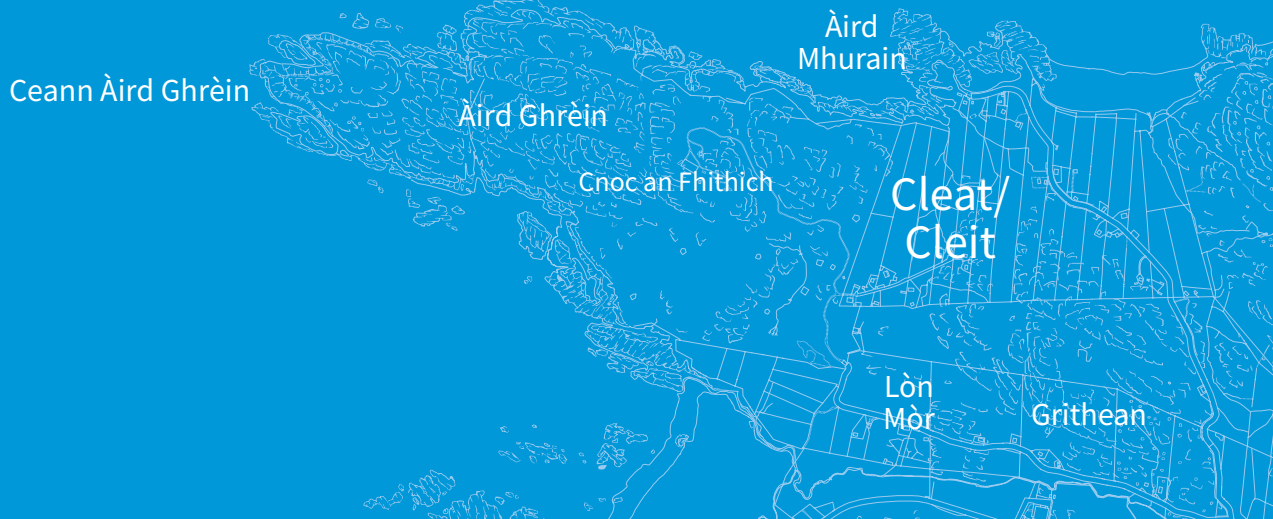 Àird
Mhurain
Ceann Àird Ghrèin
Àird Ghrèin
Cnoc an Fhithich
Cleat/
Cleit
Lòn
Mòr
Grithean